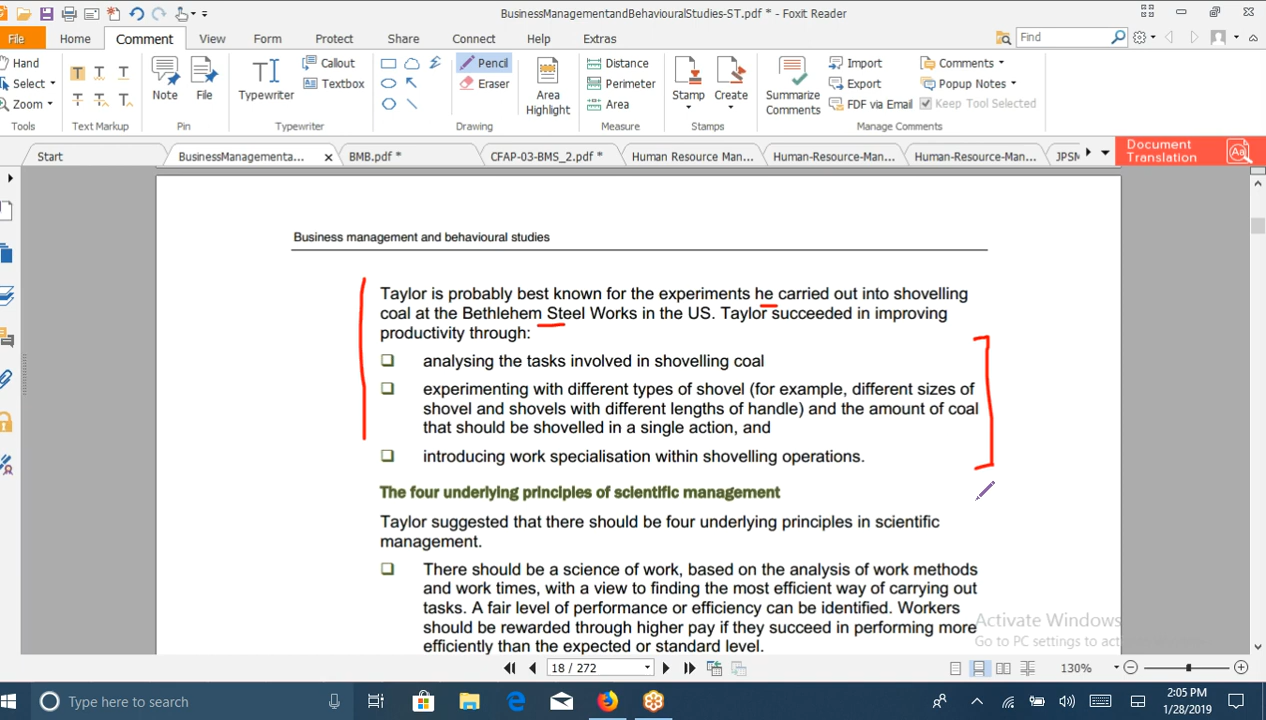 BusinessManagementandBehaviouralStudies-ST.pdf * - Foxit Reader
File Home Comment View Form Protect Share Connect Help Extras
Find
Hand
Select
Zoom
Tools
Text Markup
Note
File
Pin
Typewriter
Callout
Textbox
Typewriter
Pencil
Eraser
Area
Highlight
Drawing
Distance
Perimeter
Area
Measure
Stamp
Create
Stamps
Summarize
Comments
Import
Export
FDF via Email
Comments
Popup Notes
Keep Tool Selected
Manage Comments
Start
BusinessManagementa...
BMB.pdf *
CFAP-03-BMS_2.pdf *
Human Resource Man...
Human-Resource-Man...
Human-Resource-Man...
JPSM
Document
Translation
Business management and behavioural studies
Taylor is probably best known for the experiments he carried out into shovelling
coal at the Bethlehem Steel Works in the US. Taylor succeeded in improving
productivity through:
analysing the tasks involved in shovelling coal
experimenting with different types of shovel (for example, different sizes of
shovel and shovels with different lengths of handle) and the amount of coal
that should be shovelled in a single action, and
introducing work specialisation within shovelling operations.
The four underlying principles of scientific management
Taylor suggested that there should be four underlying principles in scientific
management.
There should be a science of work, based on the analysis of work methods
and work times, with a view to finding the most efficient way of carrying out
tasks. A fair level of performance or efficiency can be identified. Workers
should be rewarded through higher pay if they succeed in performing more
efficiently than the expected or standard level.
Activate Windows
Go to PC settings to act
18 / 272
130%
Type here to search
2:05 PM
1/28/2019